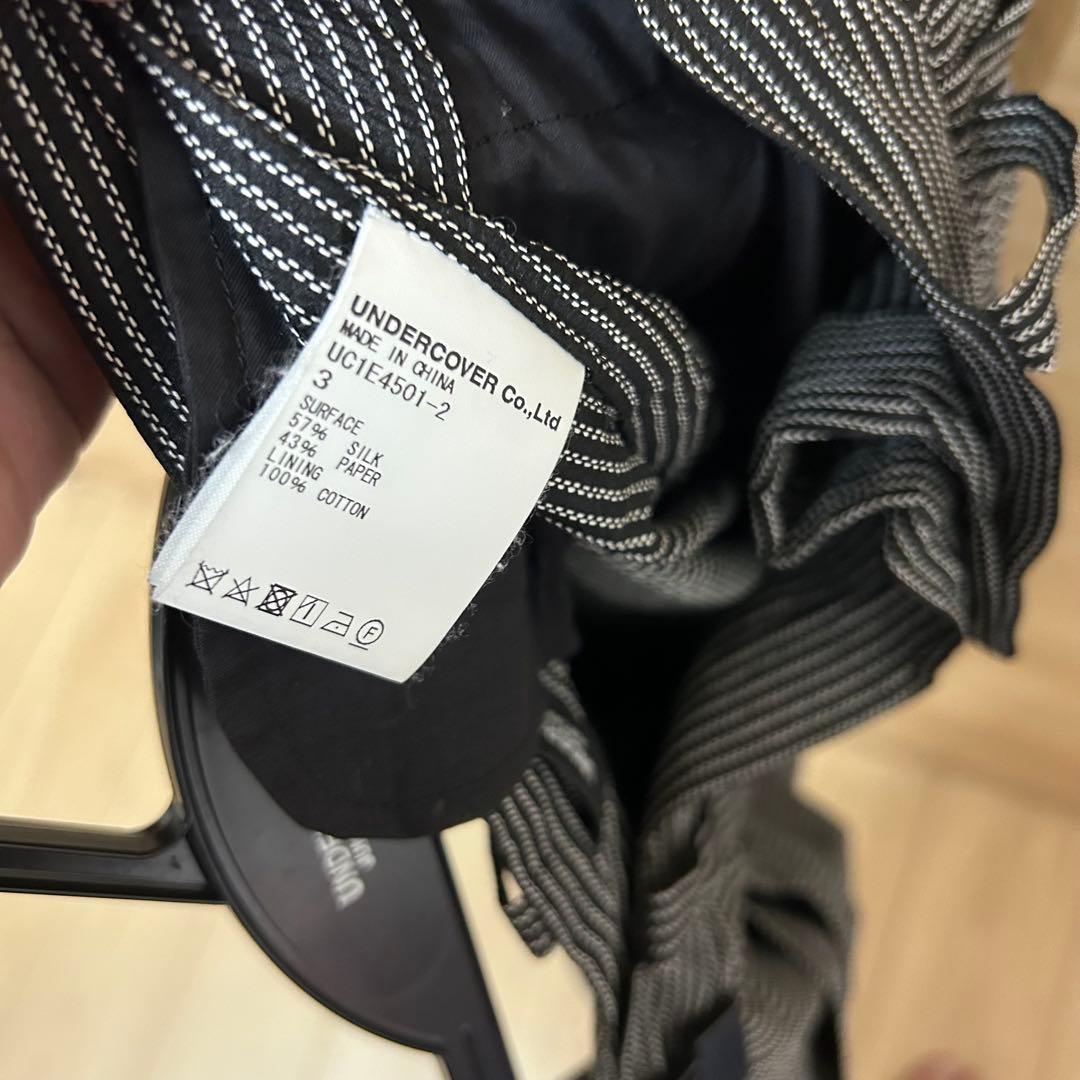 UNDERCOVER Co.,Ltd
MADE IN CHINA
UC1E4501-2
3
SURFACE
57% SILK
43% PAPER
LINING
100% COTTON
F